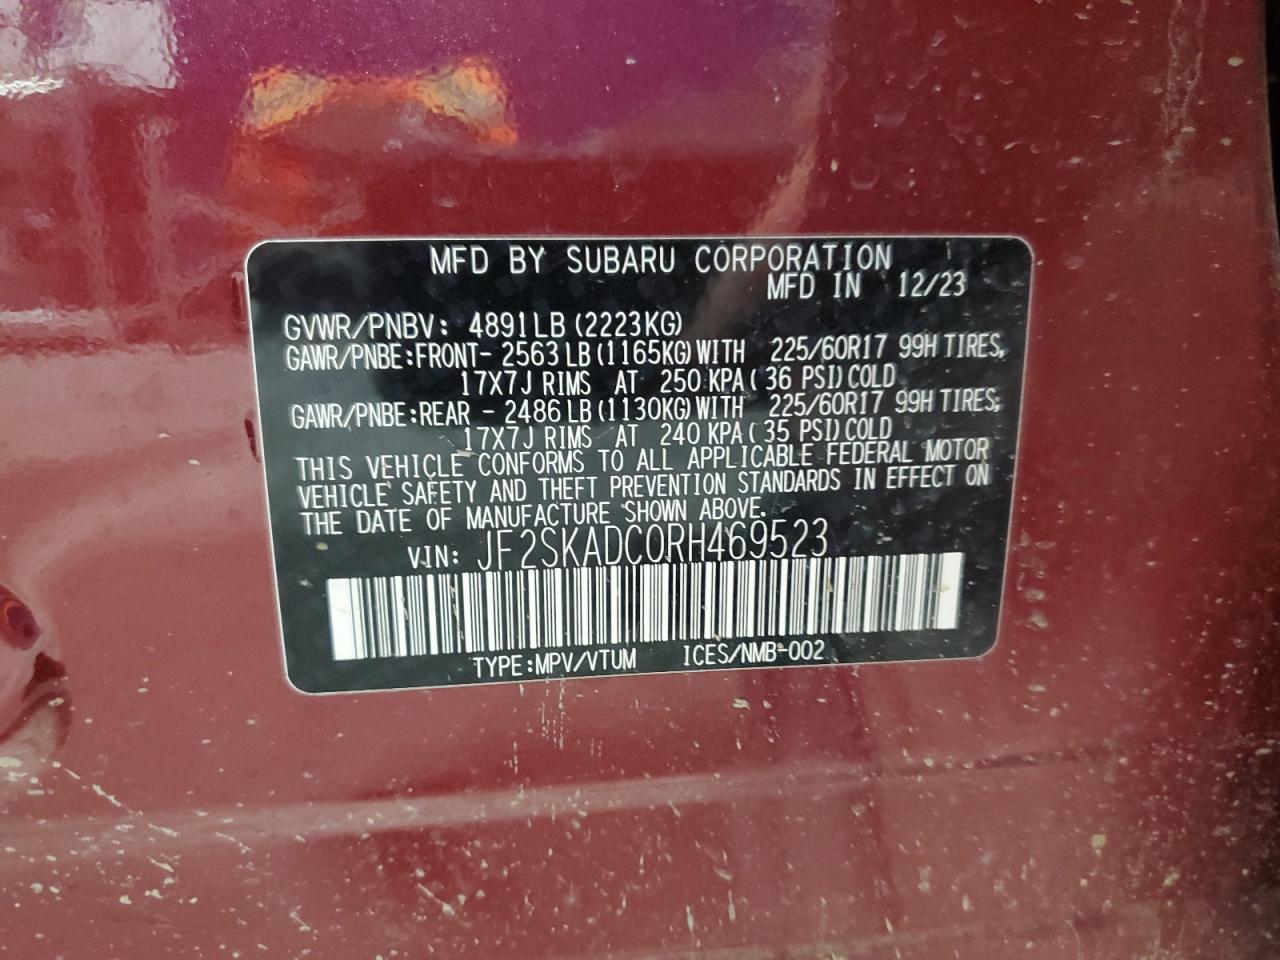 MFD BY SUBARU CORPORATION
MFD IN 12/23
GVWR/PNBV: 4891LB (2223KG)
GAWR/PNBE:FRONT- 2563 LB (1165KG) WITH 225/60R17 99H TIRES,
17X7J RIMS AT 250 KPA( 36 PSI) COLD
GAWR/PNBE:REAR - 2486 LB (1130KG) WITH 225/60R17 99H TIRES;
17X7J RIMS AT 240 KPA( 35 PSI) COLD
THIS VEHICLE CONFORMS TO ALL APPLICABLE FEDERAL MOTOR
VEHICLE SAFETY AND THEFT PREVENTION STANDARDS IN EFFECT ON
THE DATE OF MANUFACTURE SHOWN ABOVE.
VIN: JF2SKADC0RH469523
TYPE:MPV/VTUM ICES/NMB-002